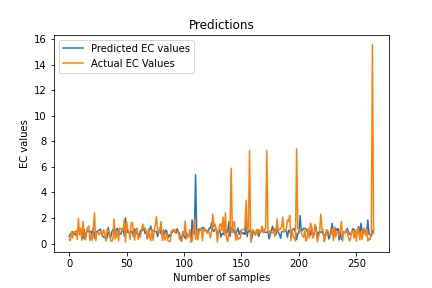 Predictions
Predicted EC values
Actual EC Values
EC values
16
14
12
10
8
6
4
2
0
0 50 100 150 200 250
Number of samples